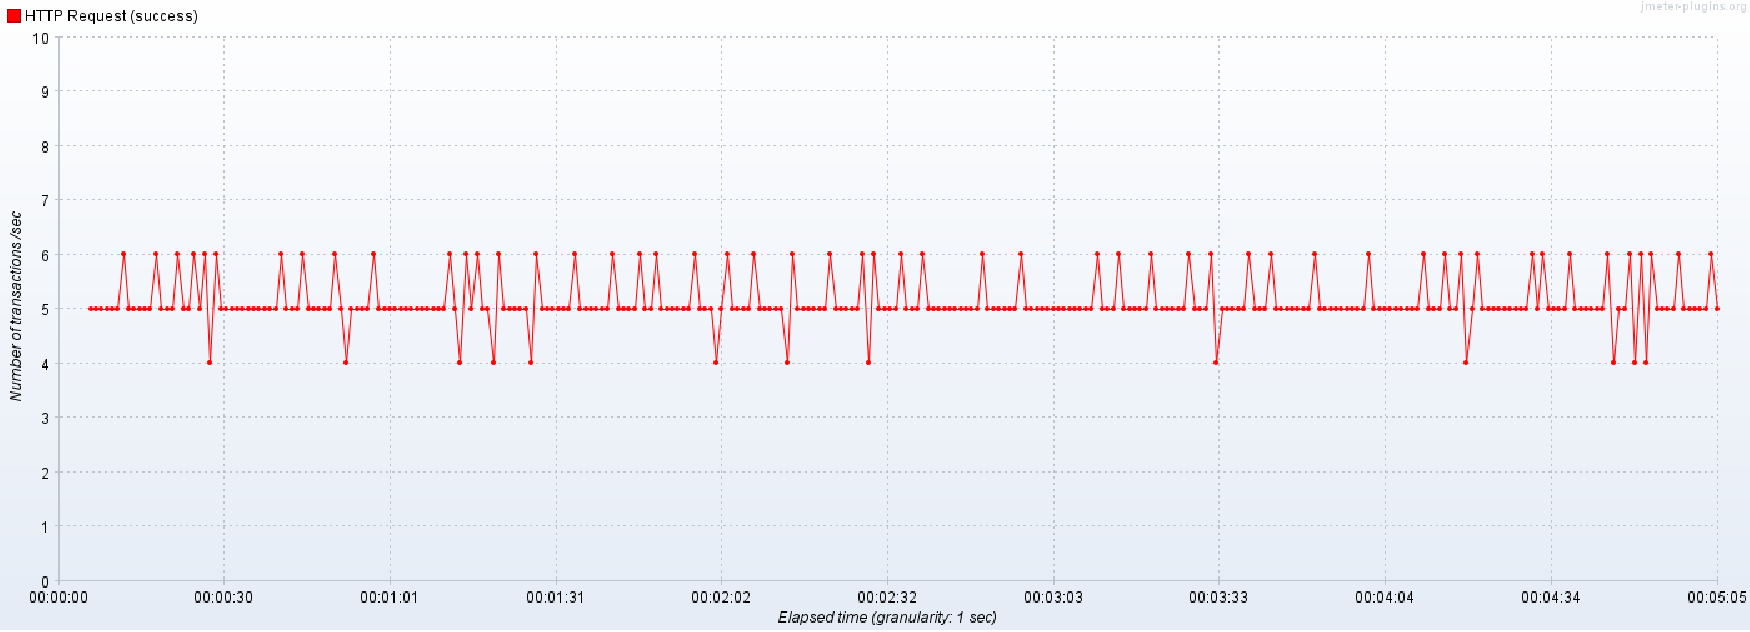 jmeter-plugins.org
HTTP Request (success)
10
9
8
7
6
5
4
3
2
1
0
Number of transactions /sec
00:00:00 00:00:30 00:01:01 00:01:31 00:02:02 00:02:32 00:03:03 00:03:33 00:04:04 00:04:34 00:05:05
Elapsed time (granularity: 1 sec)